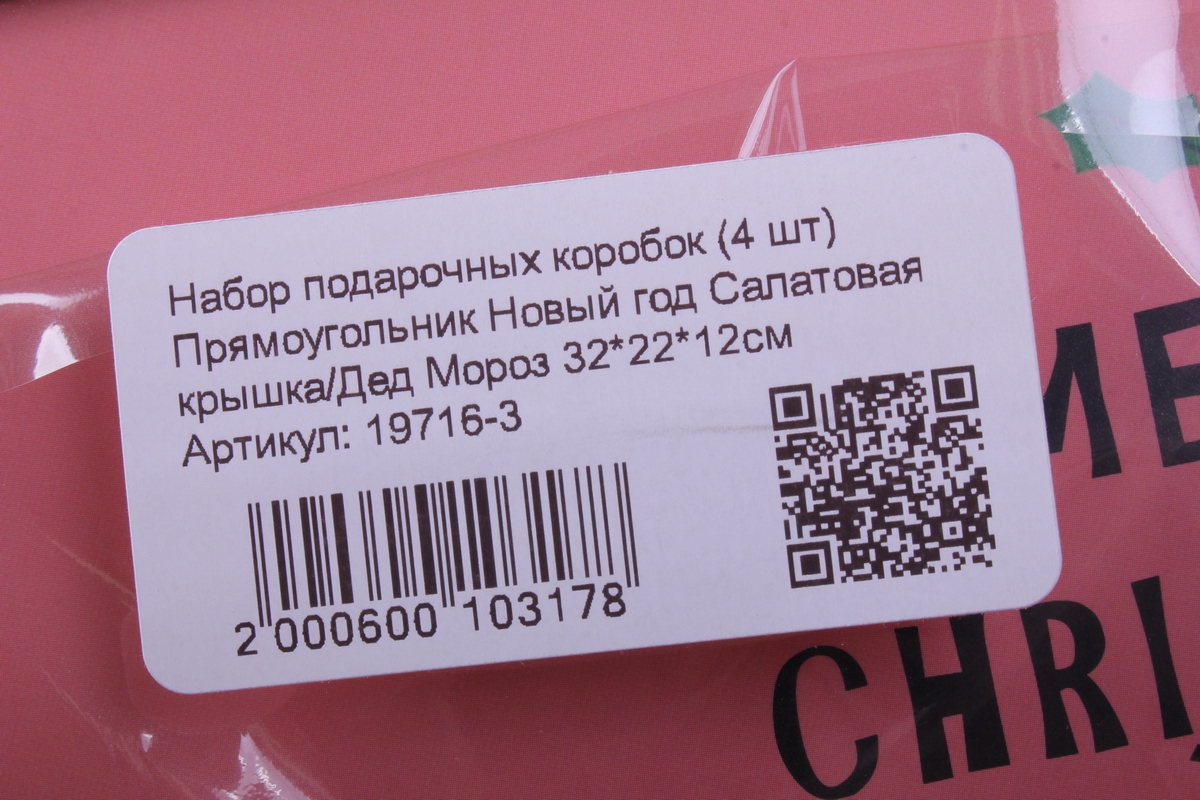 Набор подарочных коробок (4 шт)
Прямоугольник Новый год Салатовая
крышка/Дед Мороз 32*22*12см
Артикул: 19716-3
2 000600 103178